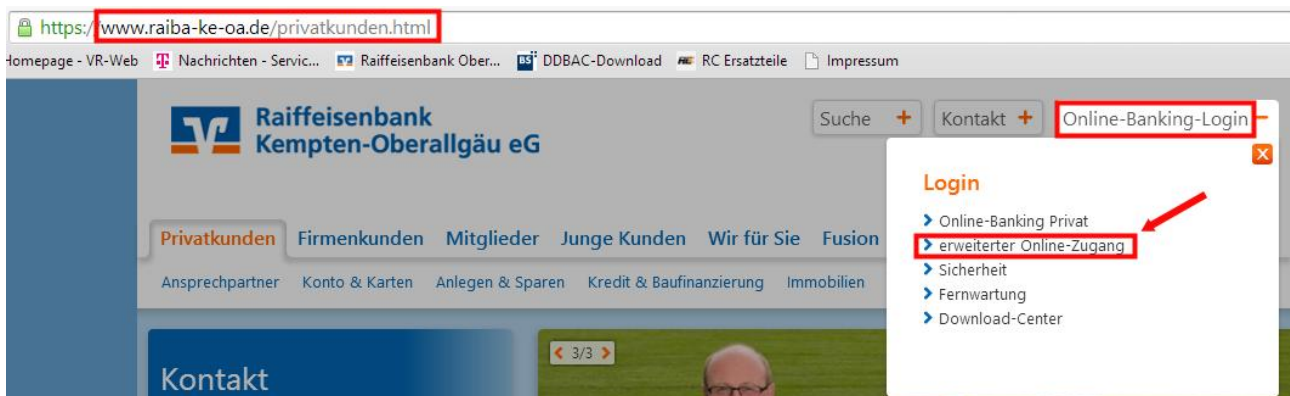 https://www.raiba-ke-oa.de/privatkunden.html
Homepage - VR-Web Nachrichten - Servic... Raiffeisenbank Ober... BS DDBAC-Download RC Ersatzteile Impressum
Raiffeisenbank
Kempten-Oberallgäu eG
Suche + Kontakt + Online-Banking-Login –
x
Login
Online-Banking Privat
erweiterter Online-Zugang
Sicherheit
Fernwartung
Download-Center
Privatkunden Firmenkunden Mitglieder Junge Kunden Wir für Sie Fusion
Ansprechpartner Konto & Karten Anlegen & Sparen Kredit & Baufinanzierung Immobilien
Kontakt
< 3/3 >